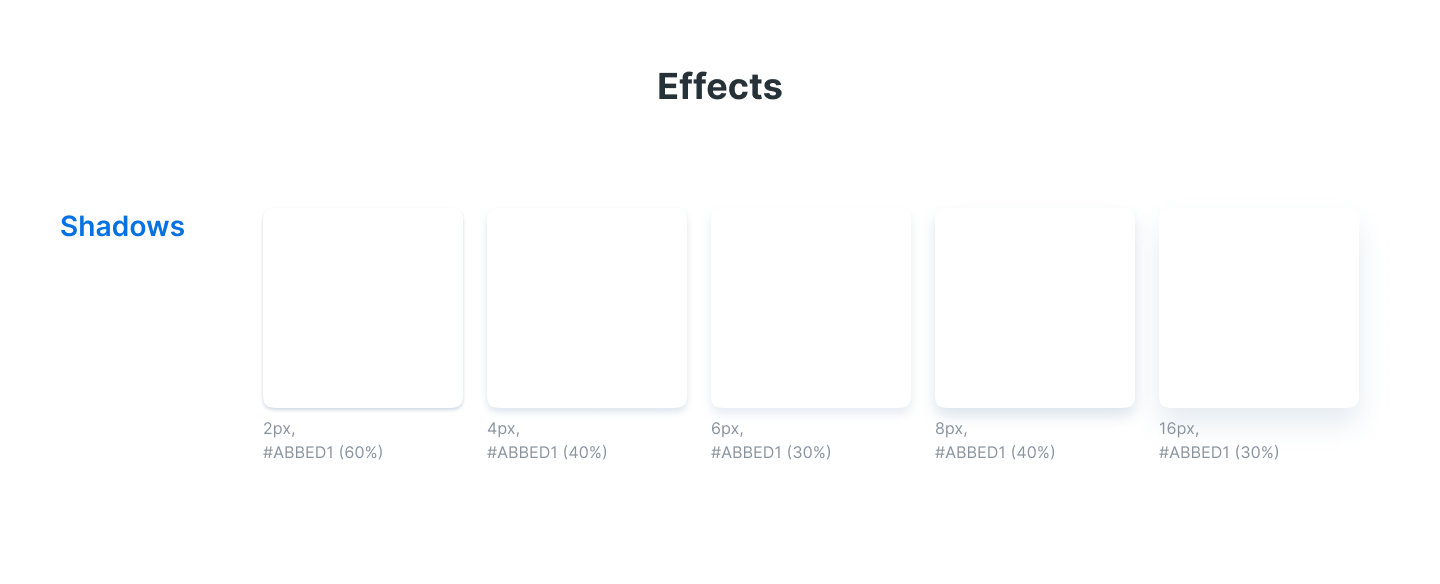 Effects
Shadows
2px,
#ABBED1 (60%)
4px,
#ABBED1 (40%)
6px,
#ABBED1 (30%)
8px,
#ABBED1 (40%)
16px,
#ABBED1 (30%)